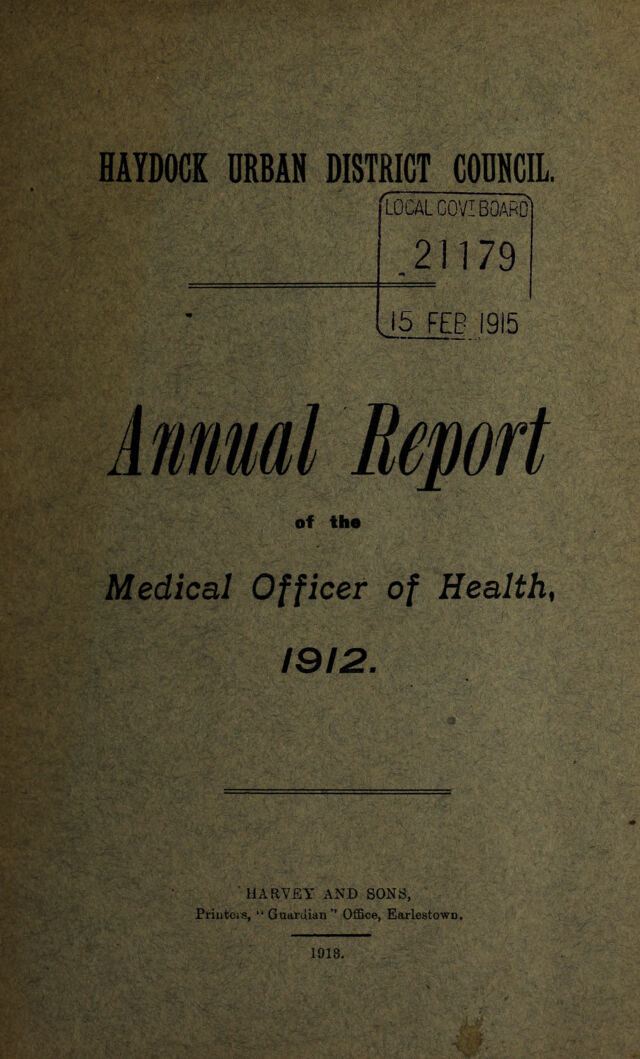 HAYDOCK URBAN DISTRICT COUNCIL.
LOCAL GOVT BOARD
21179
15 FEB 1915
Annual Report
of the
Medical Officer of Health,
1912.
HARVEY AND SONS,
Printers, "Guardian" Office, Earlestown.
1913.